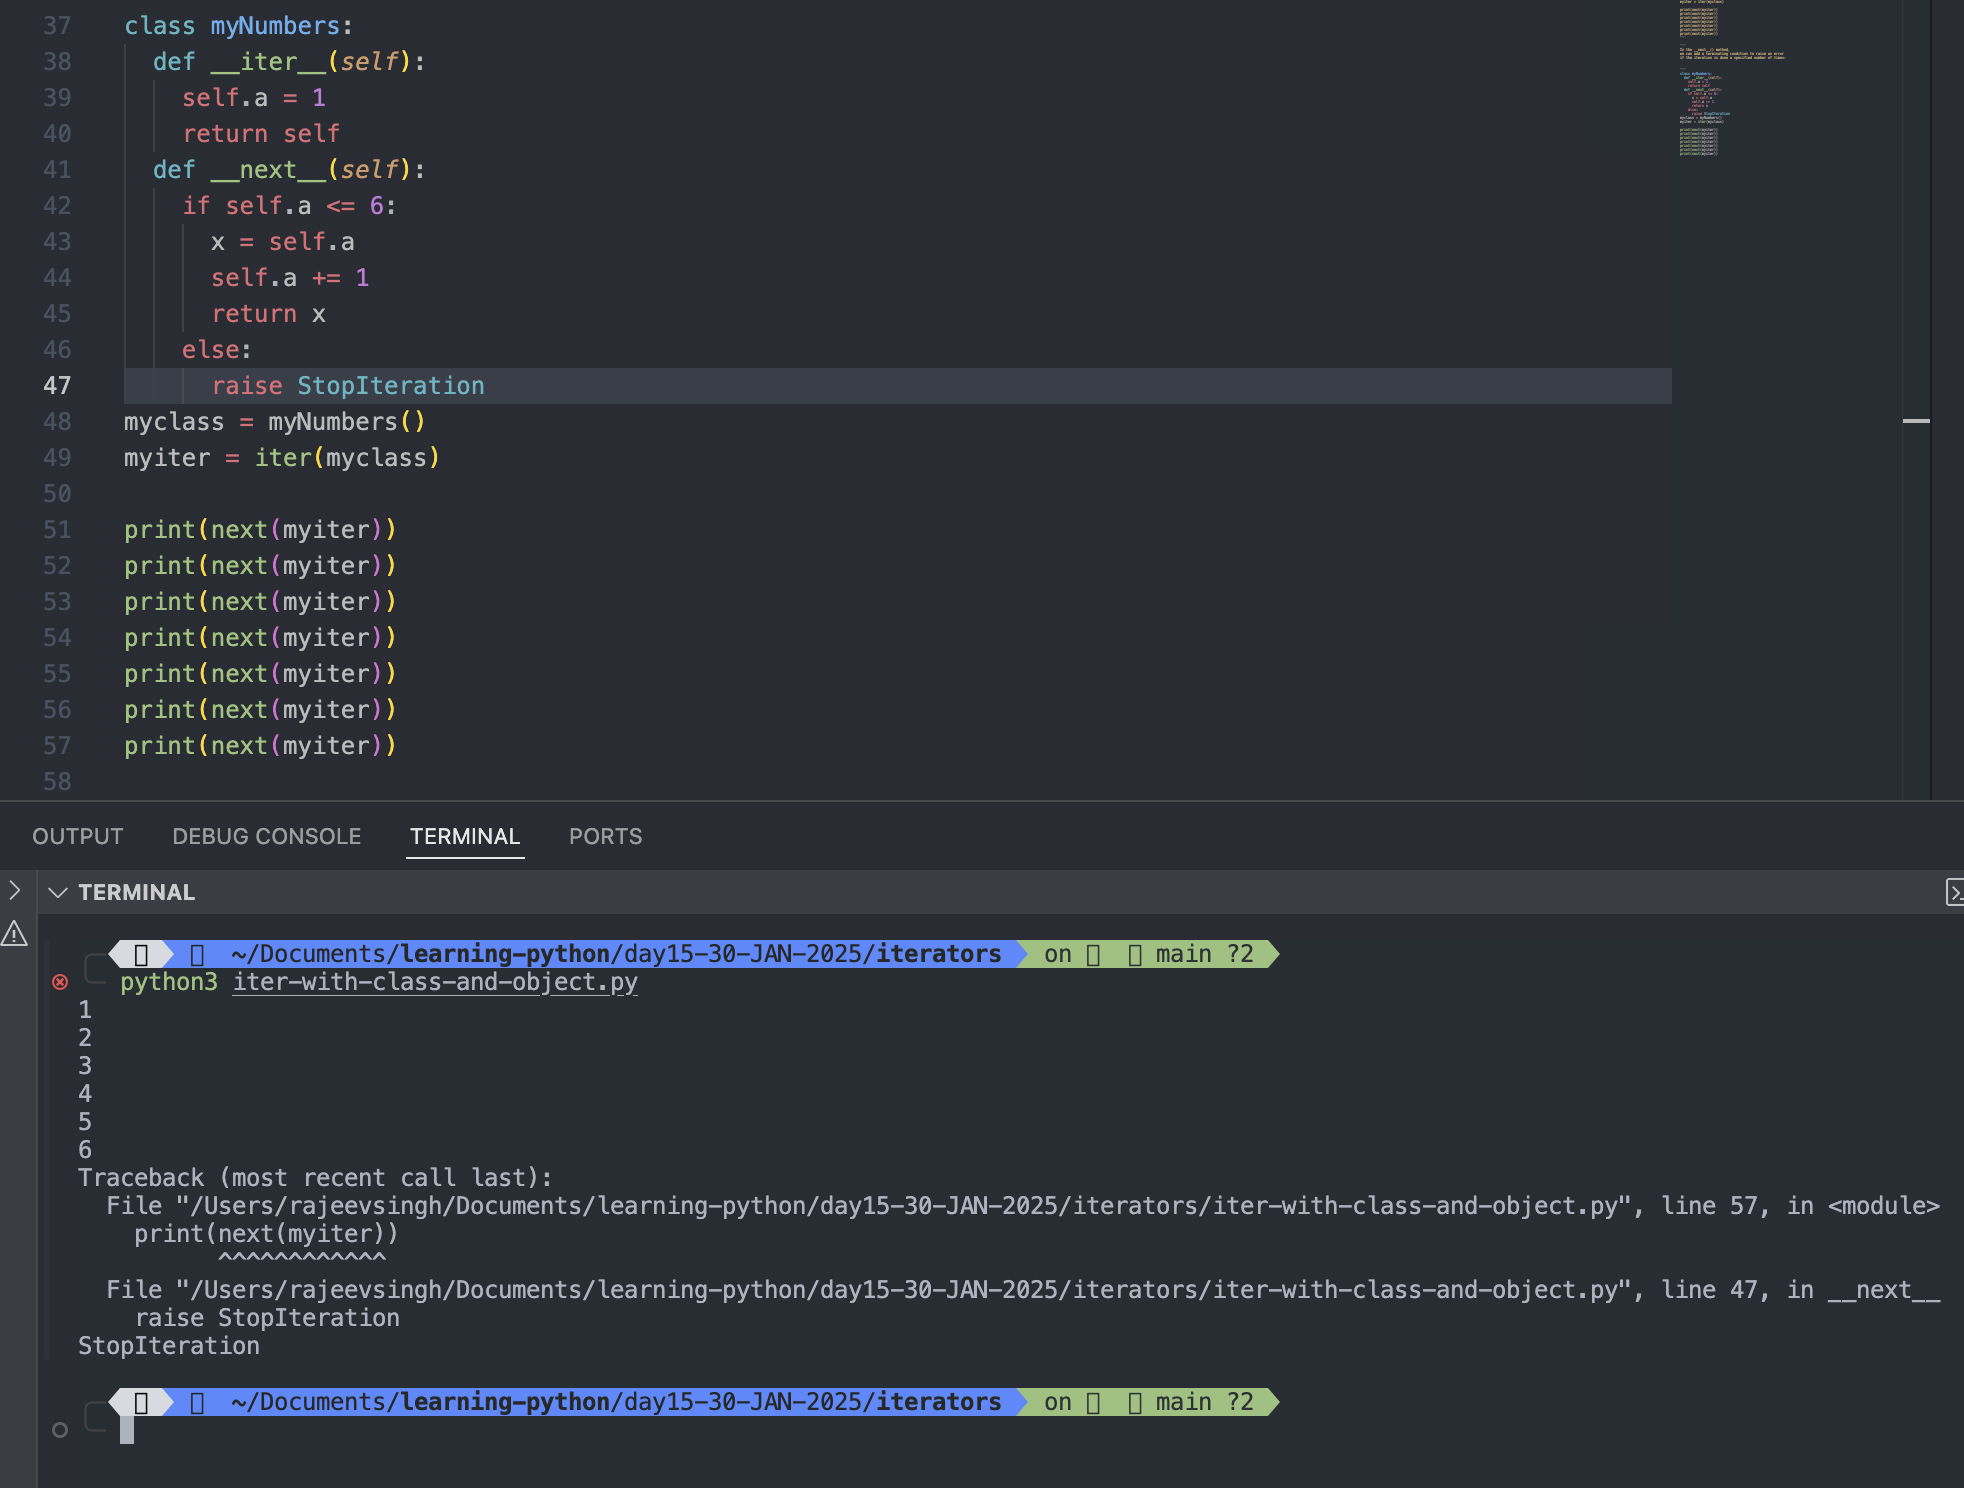 37 class myNumbers:
38   def __iter__(self):
39     self.a = 1
40     return self
41   def __next__(self):
42     if self.a <= 6:
43       x = self.a
44       self.a += 1
45       return x
46     else:
47       raise StopIteration
48 myclass = myNumbers()
49 myiter = iter(myclass)
50
51 print(next(myiter))
52 print(next(myiter))
53 print(next(myiter))
54 print(next(myiter))
55 print(next(myiter))
56 print(next(myiter))
57 print(next(myiter))
58
OUTPUT DEBUG CONSOLE TERMINAL PORTS
TERMINAL
~/Documents/learning-python/day15-30-JAN-2025/iterators on main ?2
python3 iter-with-class-and-object.py
1
2
3
4
5
6
Traceback (most recent call last):
  File "/Users/rajeevsingh/Documents/learning-python/day15-30-JAN-2025/iterators/iter-with-class-and-object.py", line 57, in <module>
    print(next(myiter))
          ^^^^^^^^^^^^
  File "/Users/rajeevsingh/Documents/learning-python/day15-30-JAN-2025/iterators/iter-with-class-and-object.py", line 47, in __next__
    raise StopIteration
StopIteration
~/Documents/learning-python/day15-30-JAN-2025/iterators on main ?2